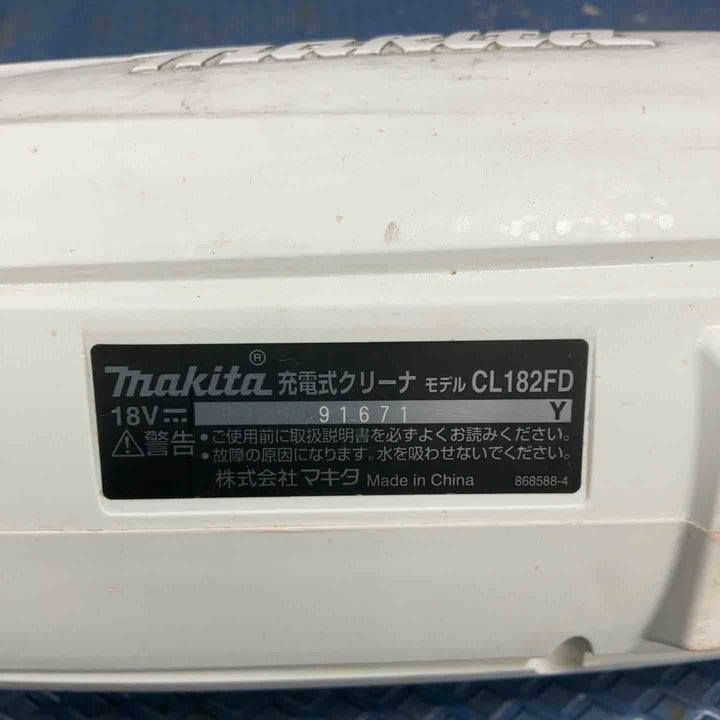 makita
makita® 充電式クリーナ モデル CL182FD
18V⎓ 91671 Y
⚠警告 • ご使用前に取扱説明書を必ずよくお読みください。
• 故障の原因になります。水を吸わせないでください。
株式会社 マキタ Made in China 868588-4